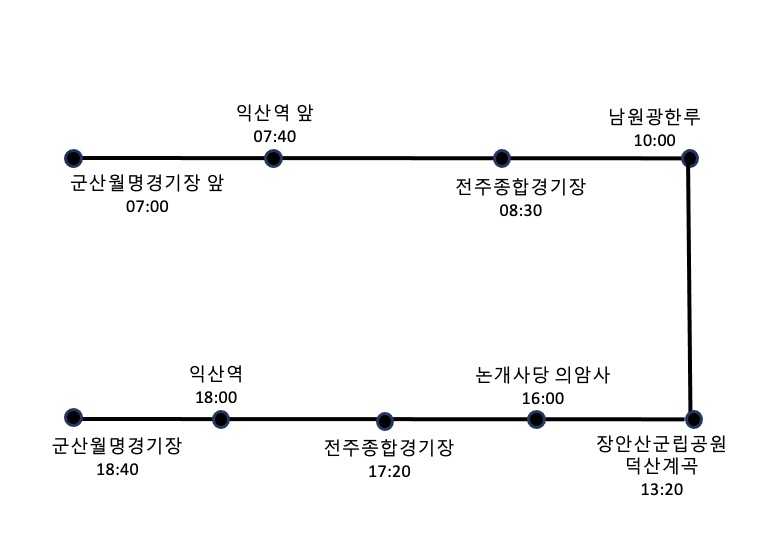 익산역 앞
07:40
남원광한루
10:00
군산월명경기장 앞
07:00
전주종합경기장
08:30
익산역
18:00
논개사당 의암사
16:00
군산월명경기장
18:40
전주종합경기장
17:20
장안산군립공원
덕산계곡
13:20